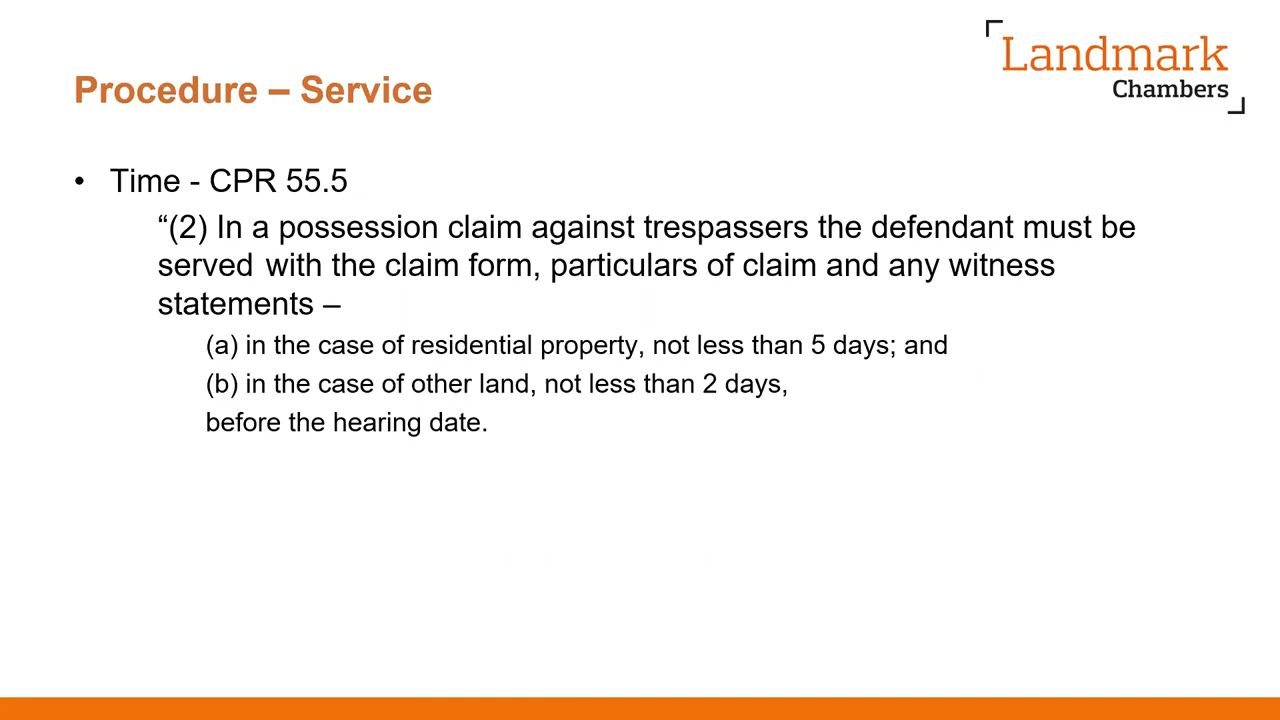 Landmark
Chambers
Procedure – Service
• Time - CPR 55.5
“(2) In a possession claim against trespassers the defendant must be
served with the claim form, particulars of claim and any witness
statements –
(a) in the case of residential property, not less than 5 days; and
(b) in the case of other land, not less than 2 days,
before the hearing date.